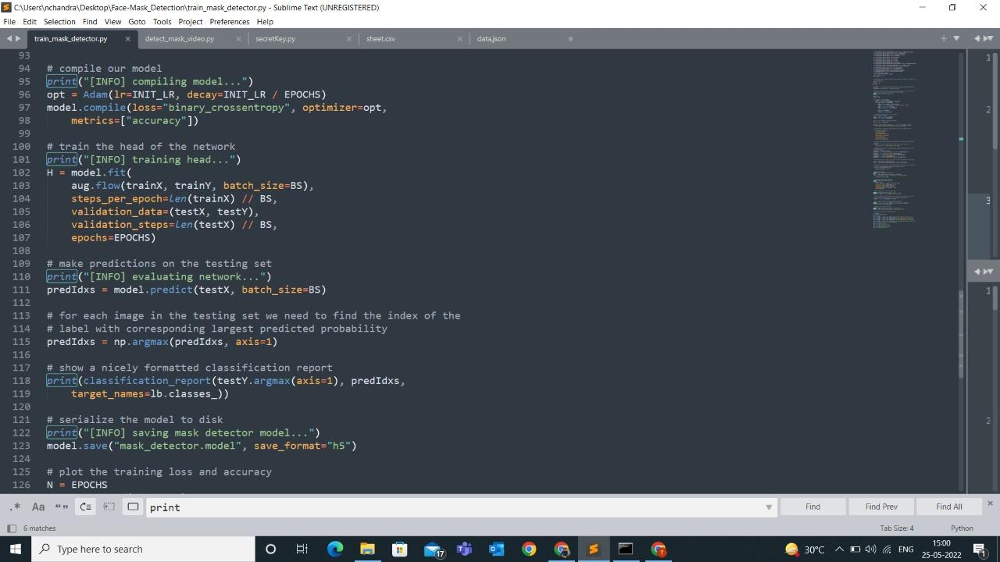 C:\Users\nchandra\Desktop\Face-Mask_Detection\train_mask_detector.py - Sublime Text (UNREGISTERED)
File Edit Selection Find View Goto Tools Project Preferences Help
train_mask_detector.py detect_mask_video.py secretKey.py sheet.csv data.json
93
94 # compile our model
95 print("[INFO] compiling model...")
96 opt = Adam(lr=INIT_LR, decay=INIT_LR / EPOCHS)
97 model.compile(loss="binary_crossentropy", optimizer=opt,
98 metrics=["accuracy"])
99
100 # train the head of the network
101 print("[INFO] training head...")
102 H = model.fit(
103 aug.flow(trainX, trainY, batch_size=BS),
104 steps_per_epoch=len(trainX) // BS,
105 validation_data=(testX, testY),
106 validation_steps=len(testX) // BS,
107 epochs=EPOCHS)
108
109 # make predictions on the testing set
110 print("[INFO] evaluating network...")
111 predIdxs = model.predict(testX, batch_size=BS)
112
113 # for each image in the testing set we need to find the index of the
114 # label with corresponding largest predicted probability
115 predIdxs = np.argmax(predIdxs, axis=1)
116
117 # show a nicely formatted classification report
118 print(classification_report(testY.argmax(axis=1), predIdxs,
119 target_names=lb.classes_))
120
121 # serialize the model to disk
122 print("[INFO] saving mask detector model...")
123 model.save("mask_detector.model", save_format="h5")
124
125 # plot the training loss and accuracy
126 N = EPOCHS
1
2
3
1
2
.* Aa “” print Find Find Prev Find All
6 matches Tab Size: 4 Python
Type here to search 17 30°C ENG 15:00
25-05-2022 1